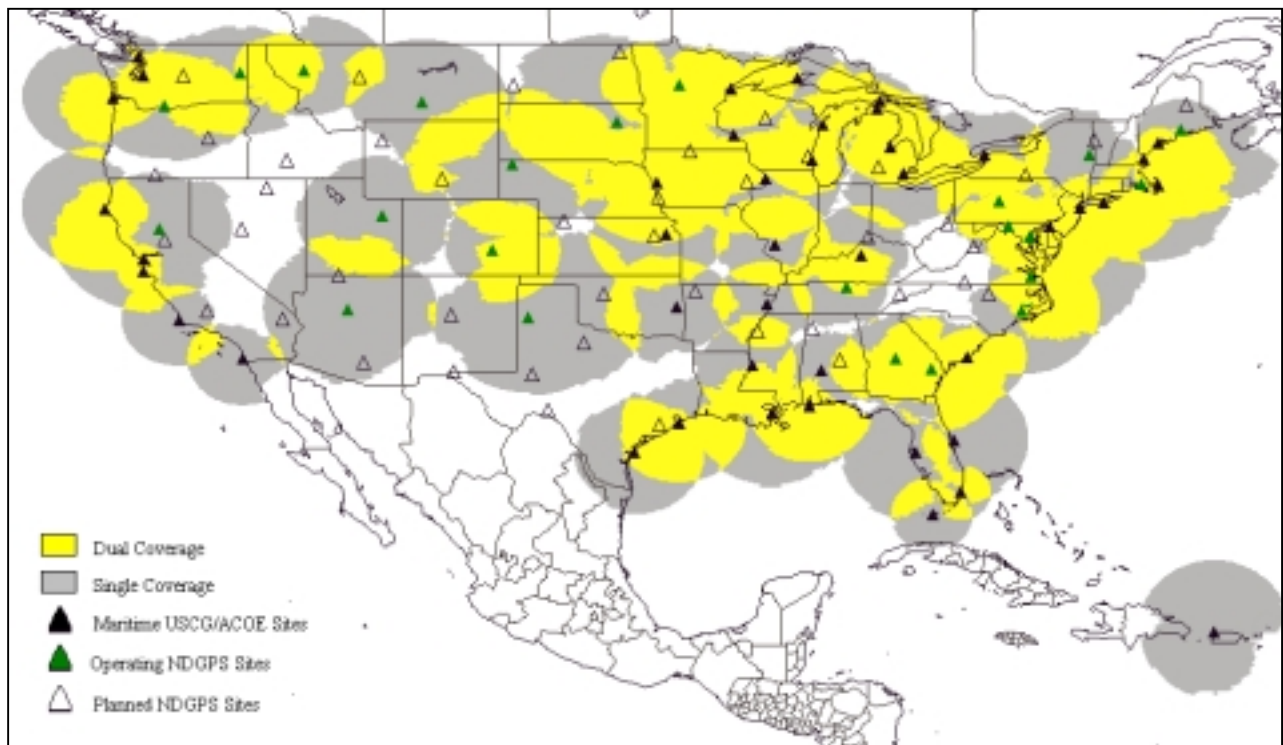 Dual Coverage
Single Coverage
Maritime USCG/ACOE Sites
Operating NDGPS Sites
Planned NDGPS Sites